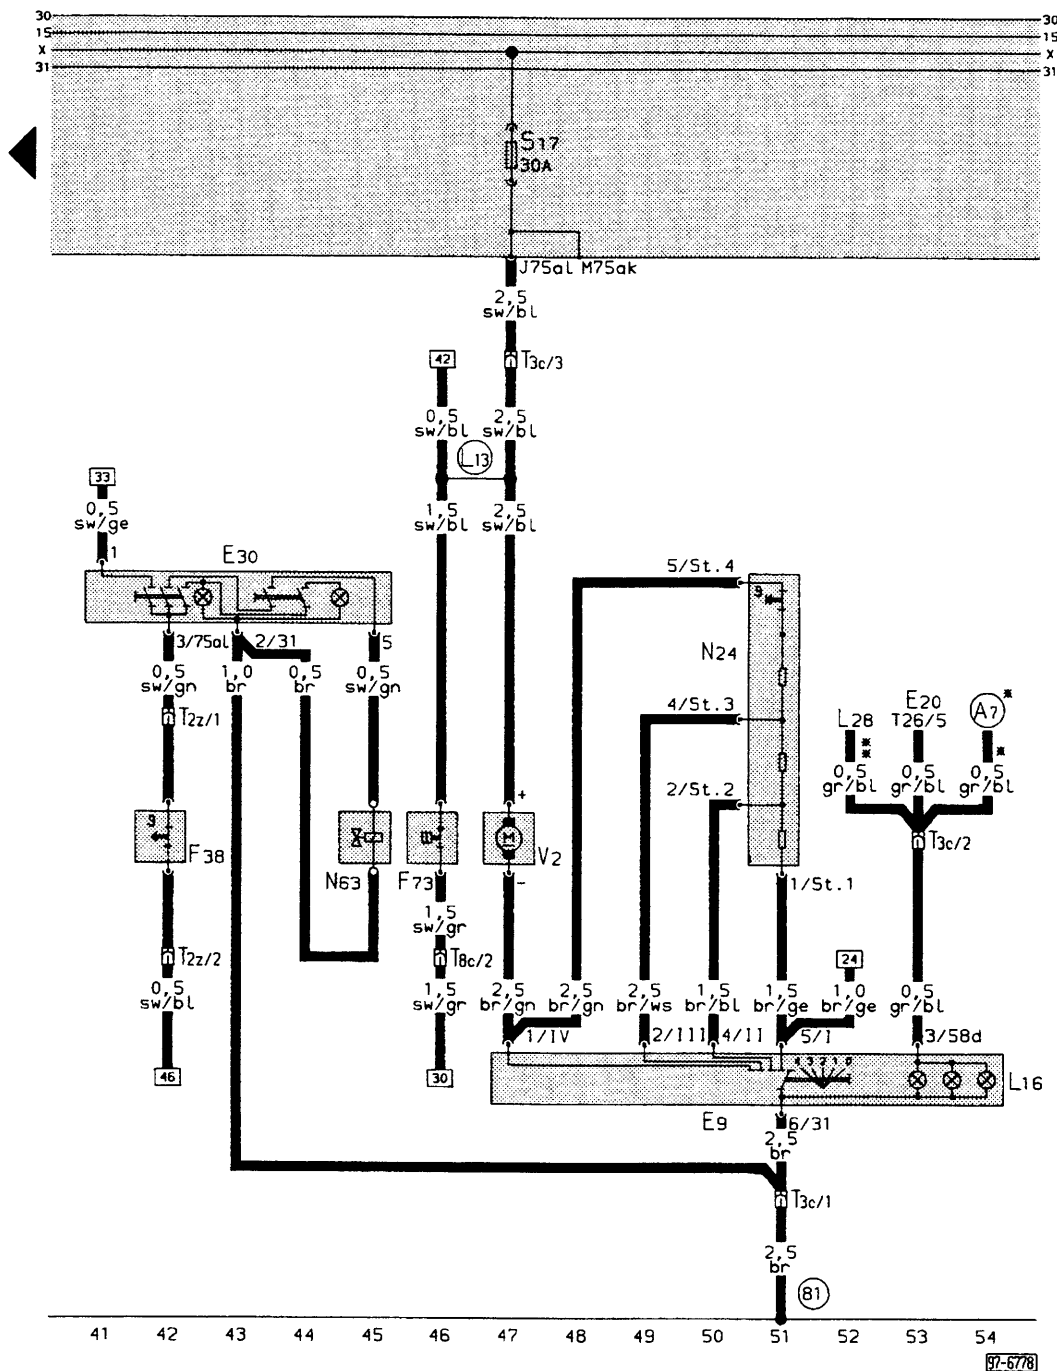 30 30
15 15
X X
31 31
S17
30A
J75al M75ak
2,5
sw/bl
42 T3c/3
0,5 2,5
sw/bl sw/bl
L13
33
0,5
sw/ge
1,5 2,5
sw/bl sw/bl
1
E30
5/St.4
3/75al 2/31 5
N24
0,5 1,0 0,5 0,5
sw/gn br br sw/gn
T2z/1
4/St.3
L28 E20 A7 *
T26/5
* * *
0,5 0,5 0,5
gr/bl gr/bl gr/bl
2/St.2
+
F38 M V2 T3c/2
N63 F73 -
1/St.1
1,5
sw/gr
T2z/2 T8c/2
24
0,5
sw/bl
1,5 2,5 2,5 2,5 1,5 1,5 1,0 0,5
sw/gr br/gn br/gn br/ws br/bl br/ge br/ge gr/bl
1/IV 2/III 4/II 5/I 3/58d
46 30 4 3 2 1 0 L16
E9 6/31
2,5
br
T3c/1
2,5
br
81
41 42 43 44 45 46 47 48 49 50 51 52 53 54
97-6778